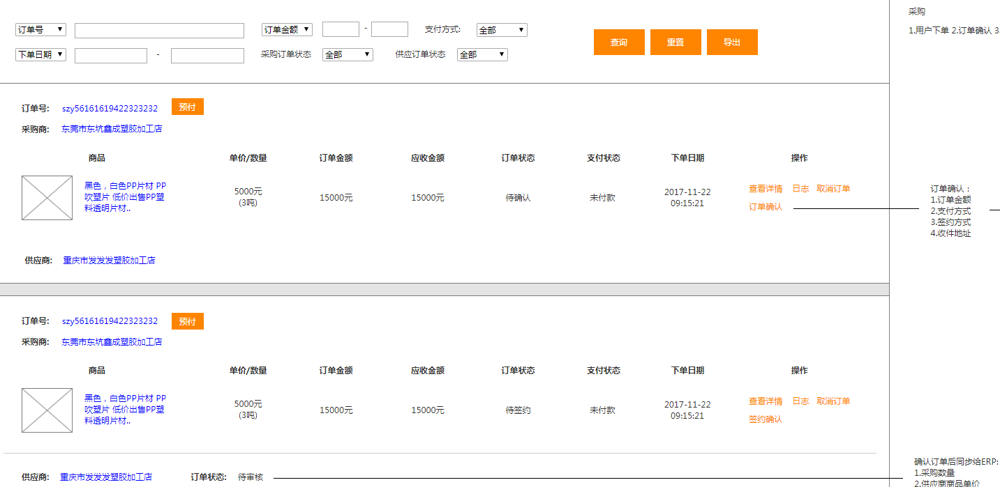 订单号 订单金额 - 支付方式: 全部
下单日期 - 采购订单状态 全部 供应订单状态 全部
查询 重置 导出
采购
1.用户下单 2.订单确认 3.
订单号: szy56161619422323232 预付
采购商: 东莞市东坑鑫成塑胶加工店
商品 单价/数量 订单金额 应收金额 订单状态 支付状态 下单日期 操作
黑色，白色PP片材 PP
吹塑片 低价出售PP塑
料透明片材..
5000元
(3吨)
15000元
15000元
待确认
未付款
2017-11-22
09:15:21
查看详情 日志 取消订单
订单确认
订单确认：
1.订单金额
2.支付方式
3.签约方式
4.收件地址
供应商: 重庆市发发发塑胶加工店
订单号: szy56161619422323232 预付
采购商: 东莞市东坑鑫成塑胶加工店
商品 单价/数量 订单金额 应收金额 订单状态 支付状态 下单日期 操作
黑色，白色PP片材 PP
吹塑片 低价出售PP塑
料透明片材..
5000元
(3吨)
15000元
15000元
待签约
未付款
2017-11-22
09:15:21
查看详情 日志 取消订单
签约确认
供应商: 重庆市发发发塑胶加工店 订单状态: 待审核
确认订单后同步给ERP:
1.采购数量
2.供应商商品单价